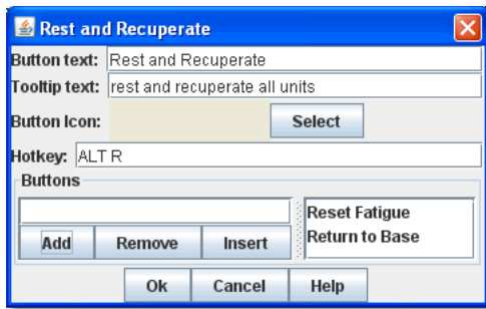 Rest and Recuperate
Button text: Rest and Recuperate
Tooltip text: rest and recuperate all units
Button Icon: Select
Hotkey: ALT R
Buttons
Reset Fatigue
Return to Base
Add Remove Insert
Ok Cancel Help